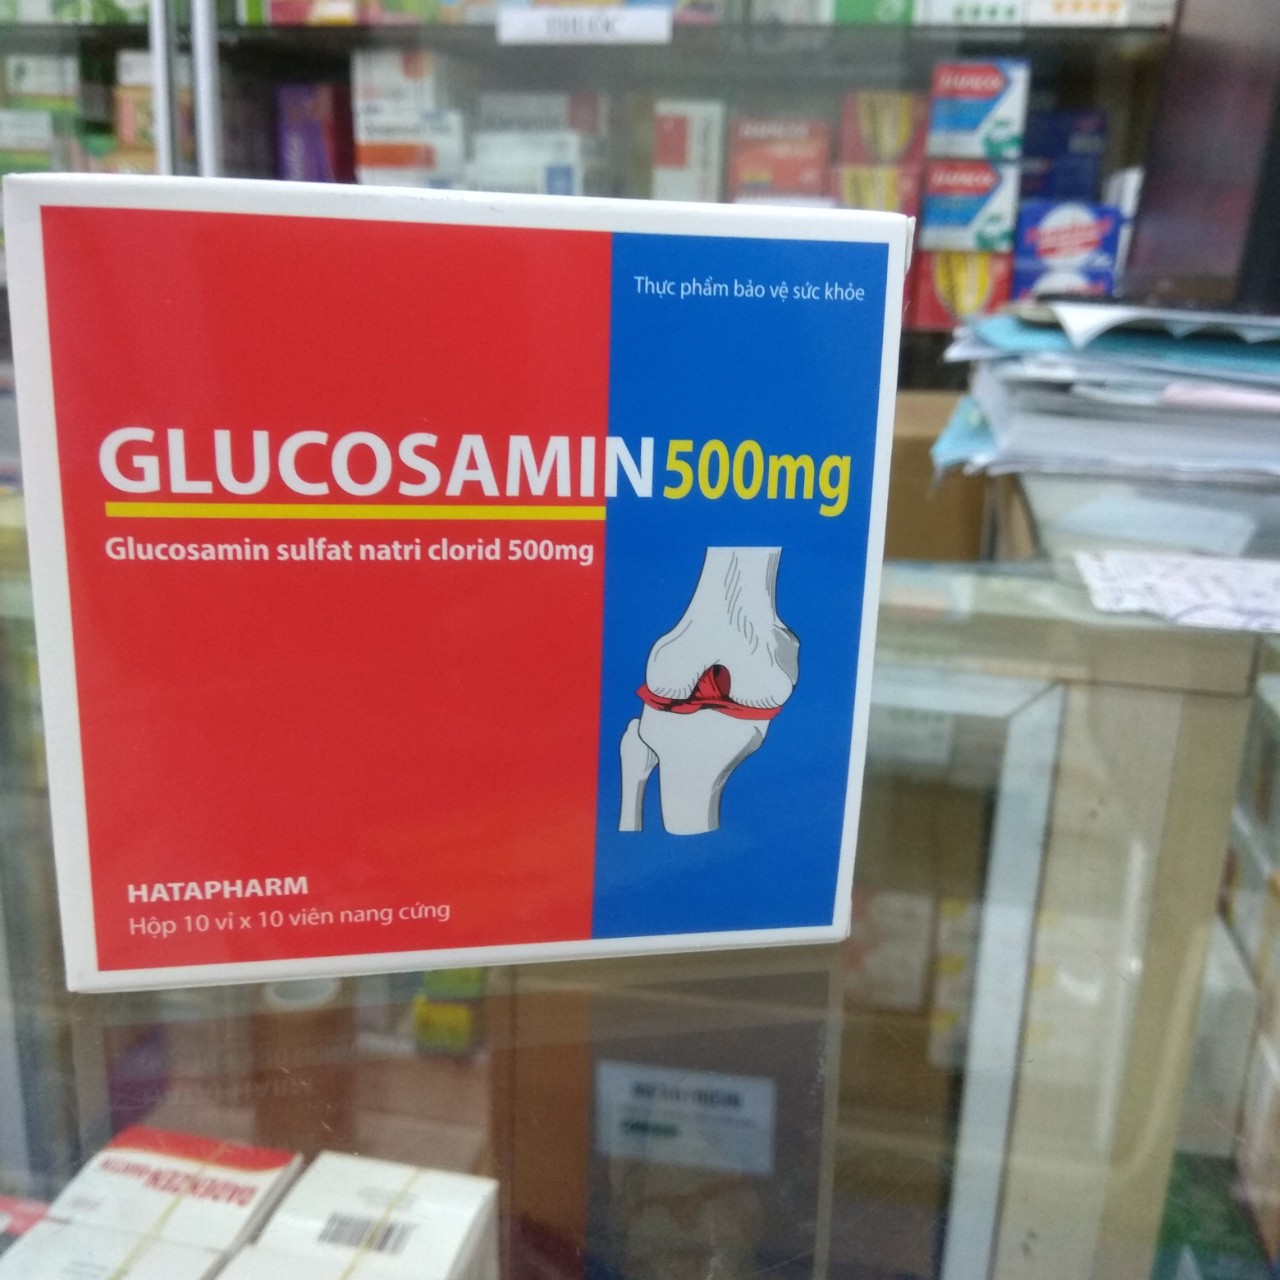 THUỐC
Thực phẩm bảo vệ sức khỏe
GLUCOSAMIN 500mg
Glucosamin sulfat natri clorid 500mg
HATAPHARM
Hộp 10 vỉ x 10 viên nang cứng